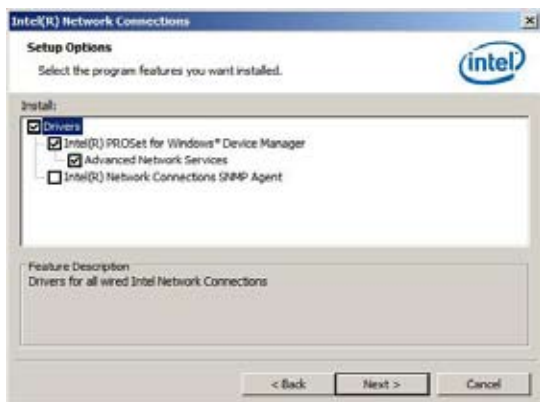 Intel(R) Network Connections
Setup Options
Select the program features you want installed.
intel
Install:
Drivers
Intel(R) PROSet for Windows* Device Manager
Advanced Network Services
Intel(R) Network Connections SNMP Agent
Feature Description
Drivers for all wired Intel Network Connections
< Back
Next >
Cancel